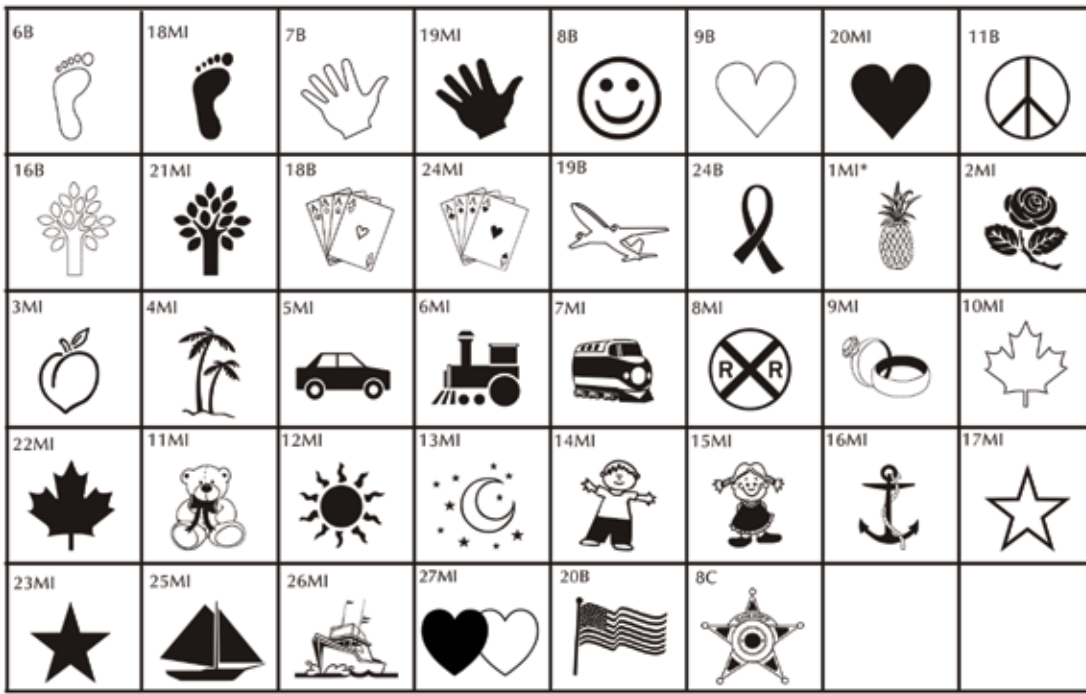 6B 18MI 7B 19MI 8B 9B 20MI 11B
16B 21MI 18B 24MI 19B 24B 1MI* 2MI
A A A A
A A A A
3MI 4MI 5MI 6MI 7MI 8MI 9MI 10MI
R R
22MI 11MI 12MI 13MI 14MI 15MI 16MI 17MI
23MI 25MI 26MI 27MI 20B 8C